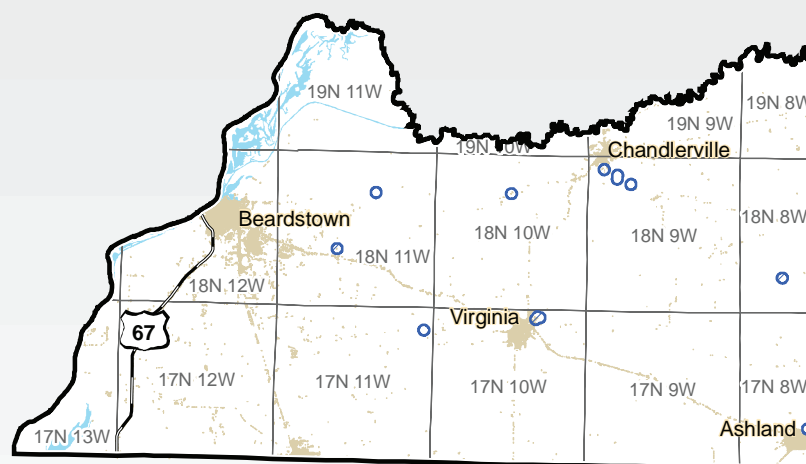 19N 11W
19N 8W
19N 9W
19N 10W
Chandlerville
Beardstown
18N 8W
18N 10W
18N 9W
18N 11W
18N 12W
Virginia
67
17N 12W
17N 11W
17N 10W
17N 9W
17N 8W
Ashland
17N 13W